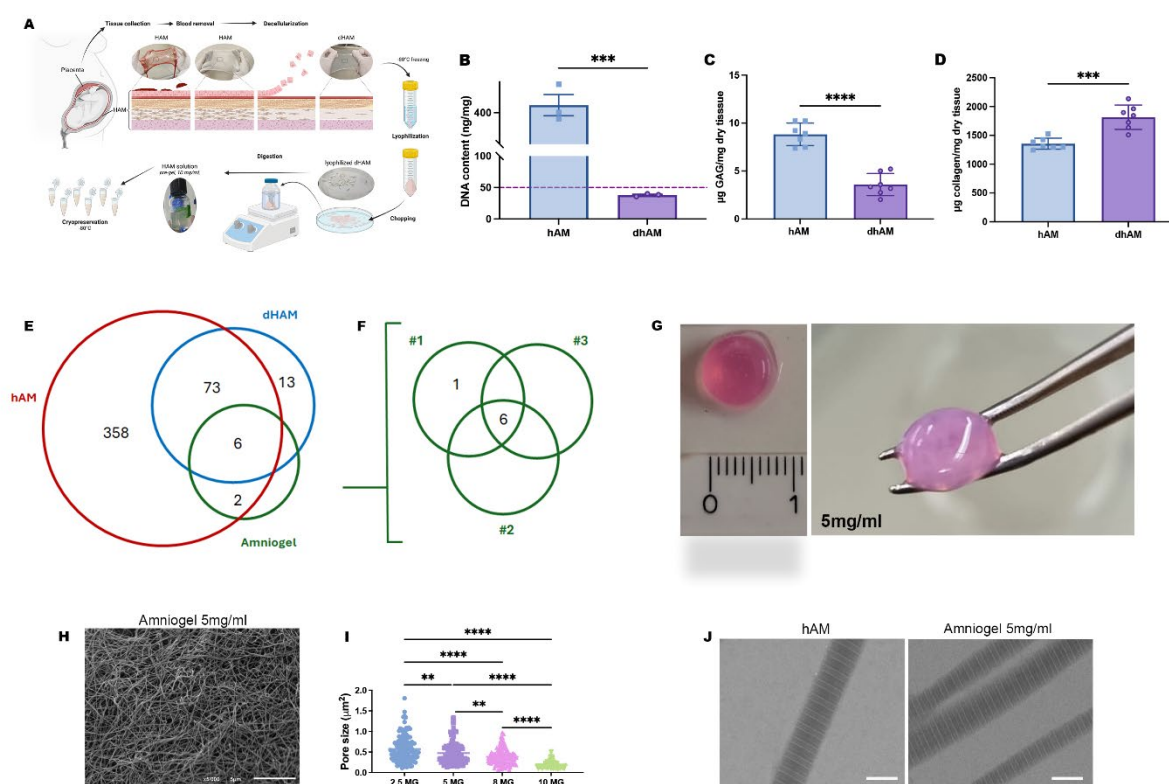 A
Tissue collection
Blood removal
Decellularization
HAM
HAM
dHAM
Placenta
HAM
-80°C freezing
Lyophilization
Digestion
HAM solution
pre-gel, 10 mg/mL
lyophilized dHAM
Cryopreservation
-80°C
Chopping
B
***
DNA content (ng/mg)
400
100
50
0
hAM
dhAM
C
****
µg GAG/mg dry tisssue
15
10
5
0
hAM
dhAM
D
***
µg collagen/mg dry tissue
2500
2000
1500
1000
500
0
hAM
dhAM
E
dHAM
hAM
73
13
358
6
2
Amniogel
F
#1
#3
1
6
#2
G
0
1
5mg/ml
H
Amniogel 5mg/ml
5µm
I
****
****
**
****
**
****
Pore size (µm²)
2.0
1.5
1.0
0.5
0.0
2.5 MG
5 MG
8 MG
10 MG
J
hAM
Amniogel 5mg/ml